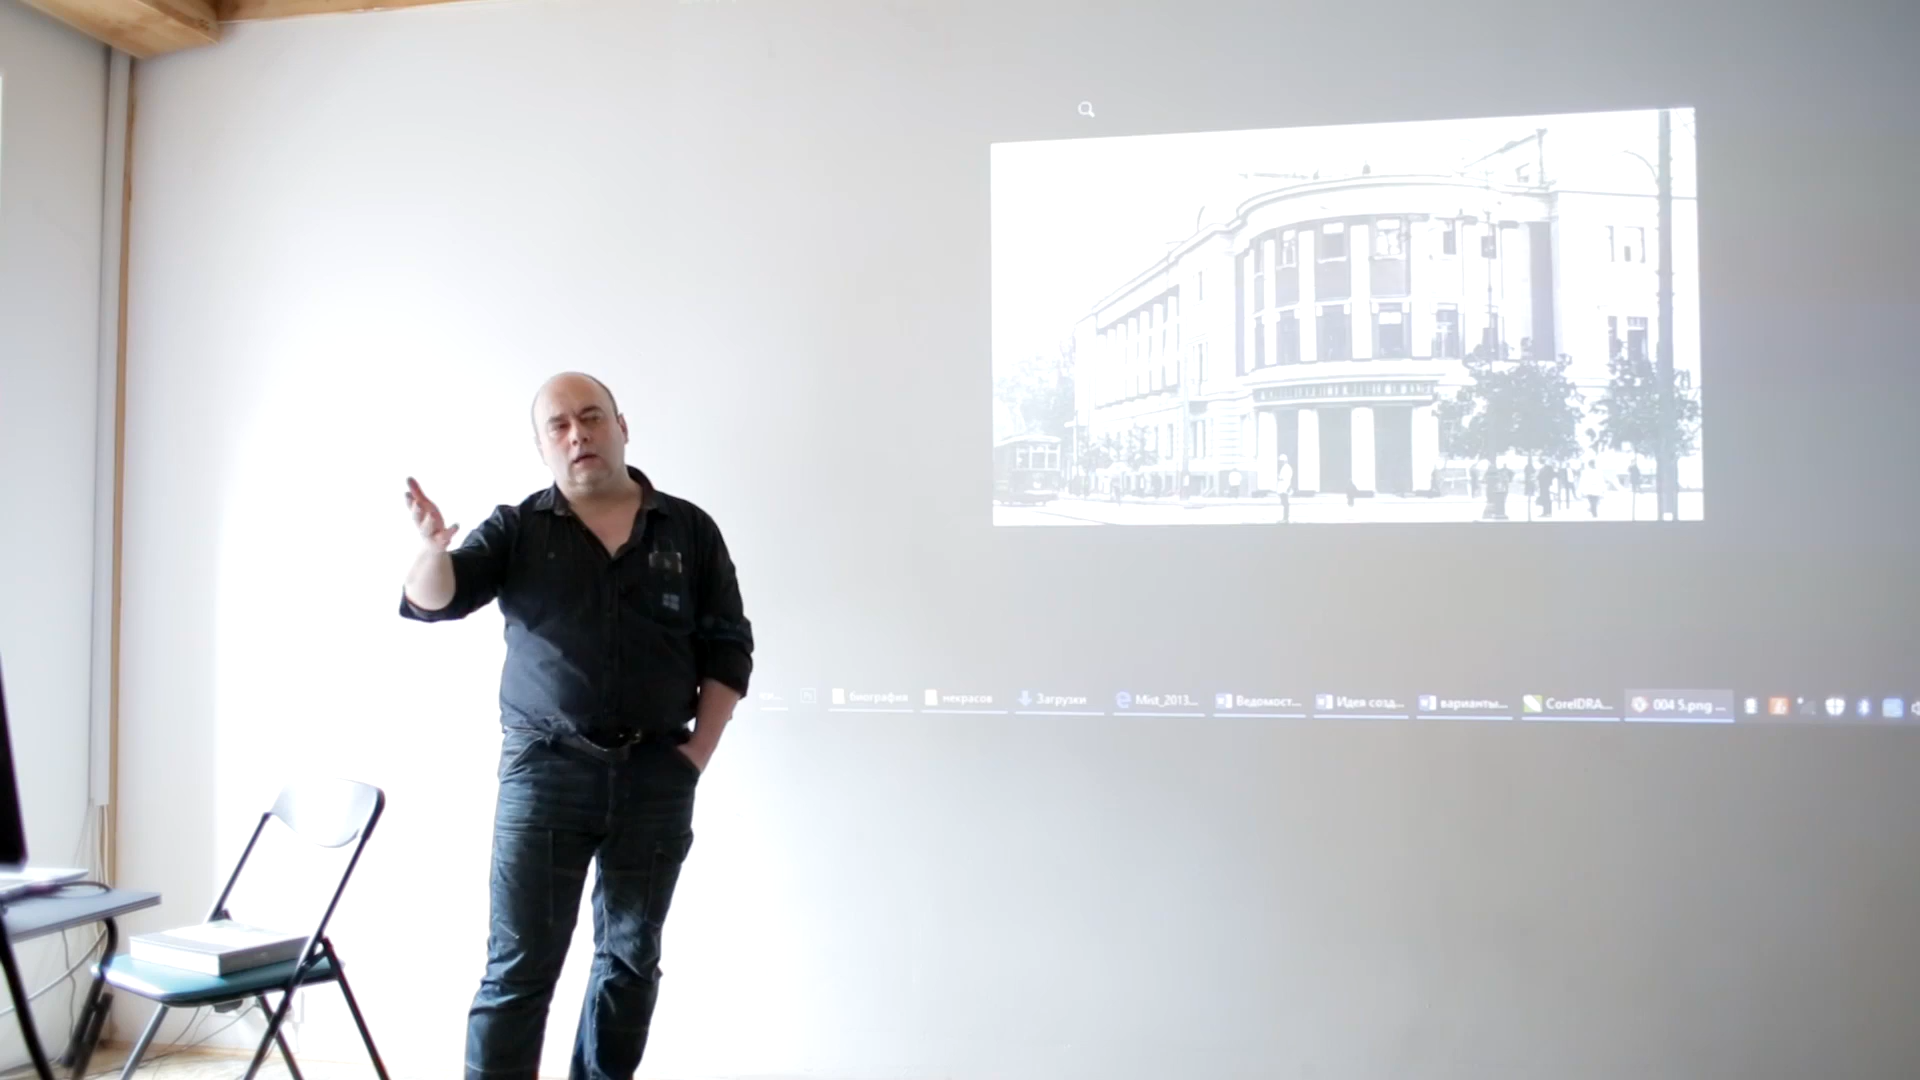 биография некрасов Загрузки Mist_2013... Ведомост... Идея созд... варианты... CorelDRA... 004 5.png ...